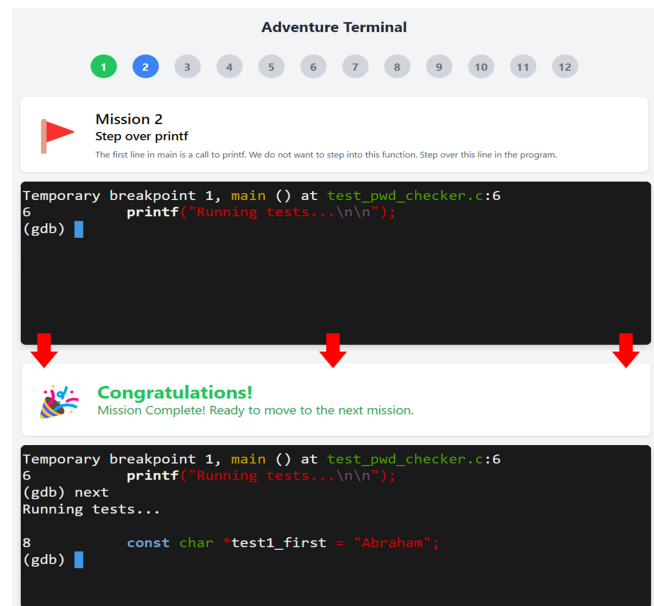 Adventure Terminal
1 2 3 4 5 6 7 8 9 10 11 12
Mission 2
Step over printf
The first line in main is a call to printf. We do not want to step into this function. Step over this line in the program.
Temporary breakpoint 1, main () at test_pwd_checker.c:6
6 printf("Running tests...\n\n");
(gdb)
Congratulations!
Mission Complete! Ready to move to the next mission.
Temporary breakpoint 1, main () at test_pwd_checker.c:6
6 printf("Running tests...\n\n");
(gdb) next
Running tests...
8 const char *test1_first = "Abraham";
(gdb)